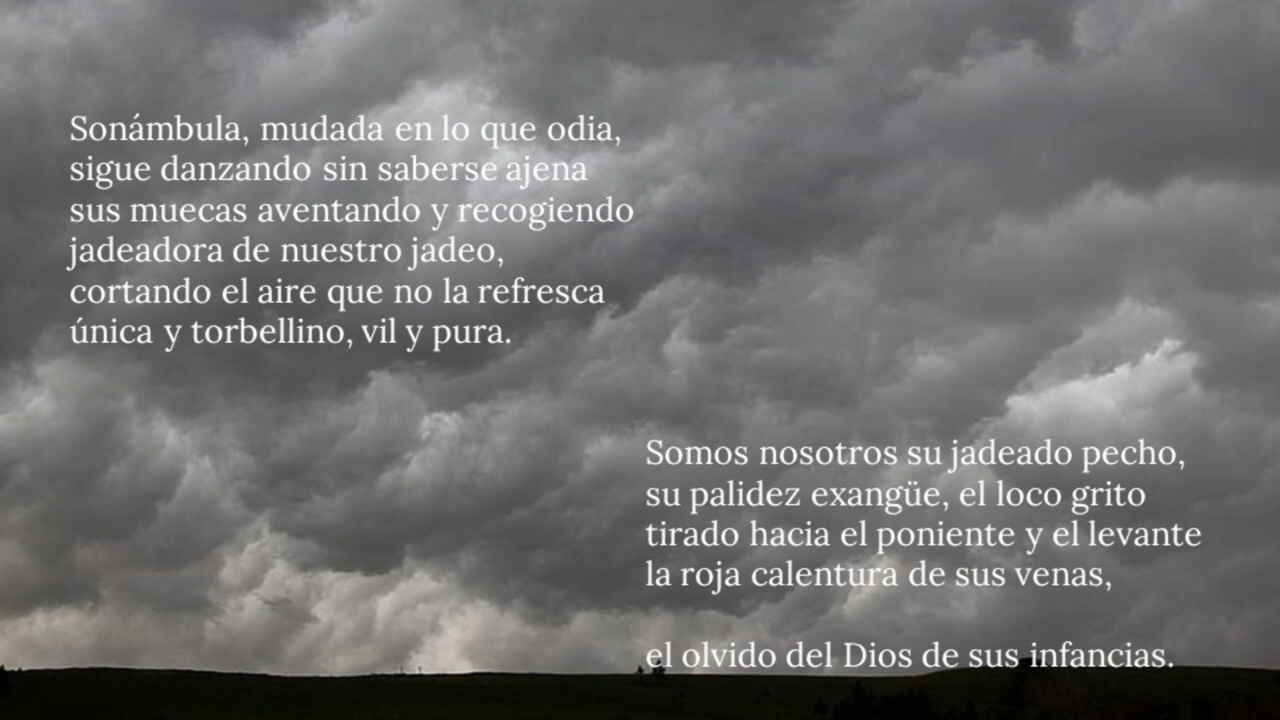 Sonámbula, mudada en lo que odia,
sigue danzando sin saberse ajena
sus muecas aventando y recogiendo
jadeadora de nuestro jadeo,
cortando el aire que no la refresca
única y torbellino, vil y pura.
Somos nosotros su jadeado pecho,
su palidez exangüe, el loco grito
tirado hacia el poniente y el levante
la roja calentura de sus venas,
el olvido del Dios de sus infancias.